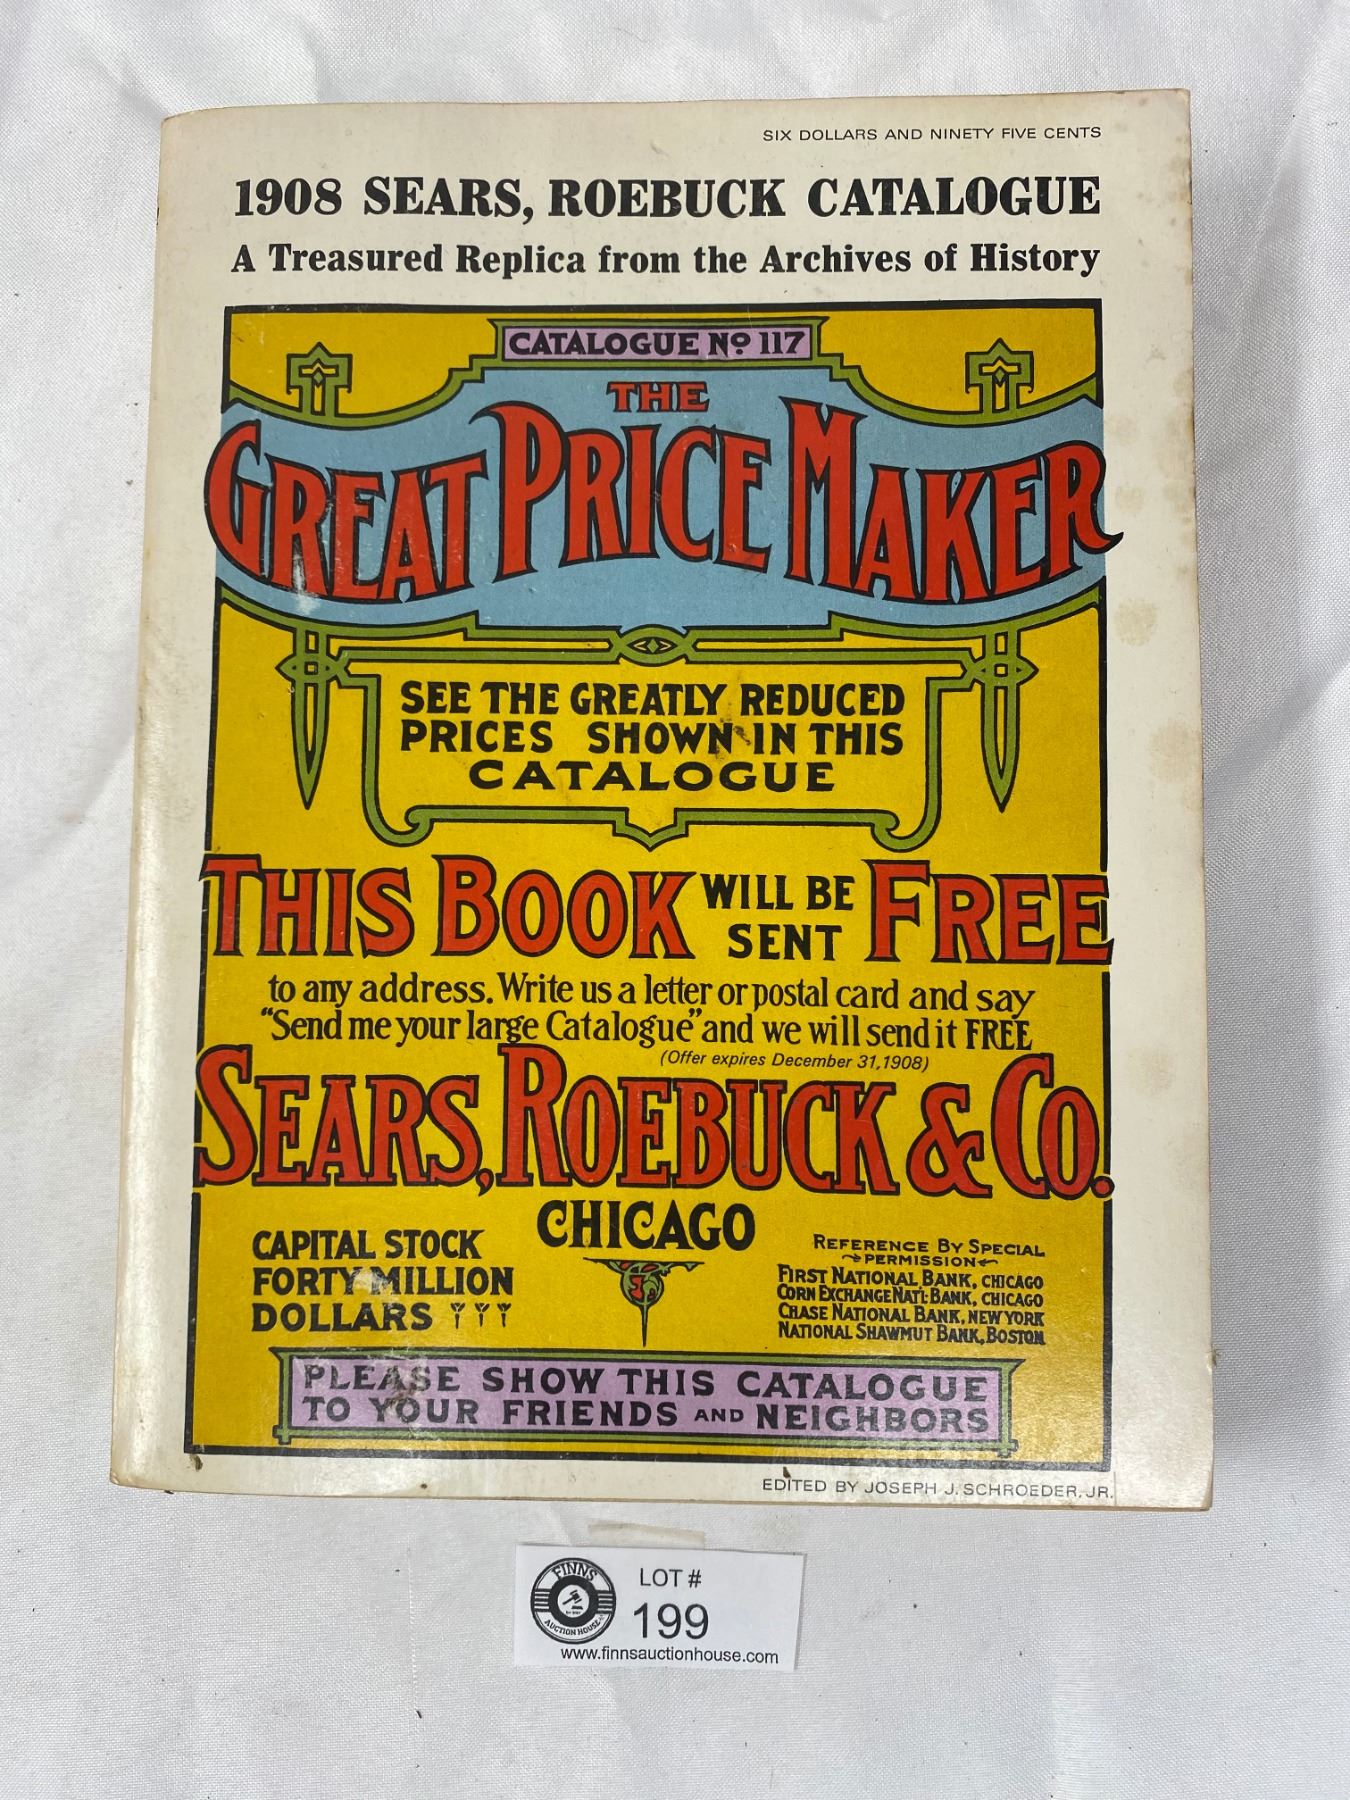 SIX DOLLARS AND NINETY FIVE CENTS
1908 SEARS, ROEBUCK CATALOGUE
A Treasured Replica from the Archives of History
CATALOGUE No 117
THE
GREAT PRICE MAKER
SEE THE GREATLY REDUCED
PRICES SHOWN IN THIS
CATALOGUE
THIS BOOK WILL BE SENT FREE
to any address. Write us a letter or postal card and say
"Send me your large Catalogue" and we will send it FREE
(Offer expires December 31, 1908)
SEARS, ROEBUCK & CO.
CHICAGO
CAPITAL STOCK
FORTY MILLION
DOLLARS
REFERENCE BY SPECIAL
PERMISSION
FIRST NATIONAL BANK, CHICAGO
CORN EXCHANGE NAT'L BANK, CHICAGO
CHASE NATIONAL BANK, NEW YORK
NATIONAL SHAWMUT BANK, BOSTON
PLEASE SHOW THIS CATALOGUE
TO YOUR FRIENDS AND NEIGHBORS
EDITED BY JOSEPH J. SCHROEDER, JR.
FINNS
AUCTION HOUSE
LOT #
199
www.finnsauctionhouse.com